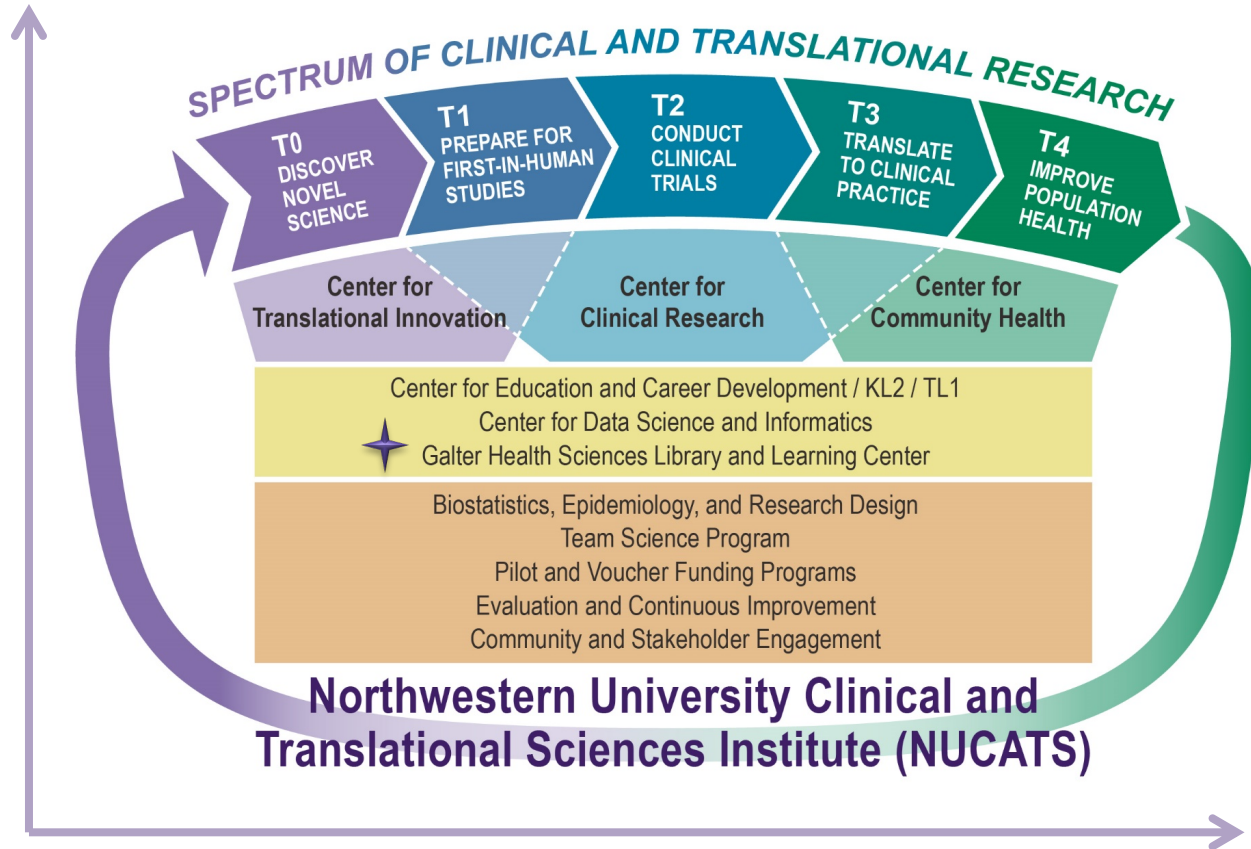 SPECTRUM OF CLINICAL AND TRANSLATIONAL RESEARCH
T0
DISCOVER
NOVEL
SCIENCE
T1
PREPARE FOR
FIRST-IN-HUMAN
STUDIES
T2
CONDUCT
CLINICAL
TRIALS
T3
TRANSLATE
TO CLINICAL
PRACTICE
T4
IMPROVE
POPULATION
HEALTH
Center for
Translational Innovation
Center for
Clinical Research
Center for
Community Health
Center for Education and Career Development / KL2 / TL1
Center for Data Science and Informatics
Galter Health Sciences Library and Learning Center
Biostatistics, Epidemiology, and Research Design
Team Science Program
Pilot and Voucher Funding Programs
Evaluation and Continuous Improvement
Community and Stakeholder Engagement
Northwestern University Clinical and
Translational Sciences Institute (NUCATS)